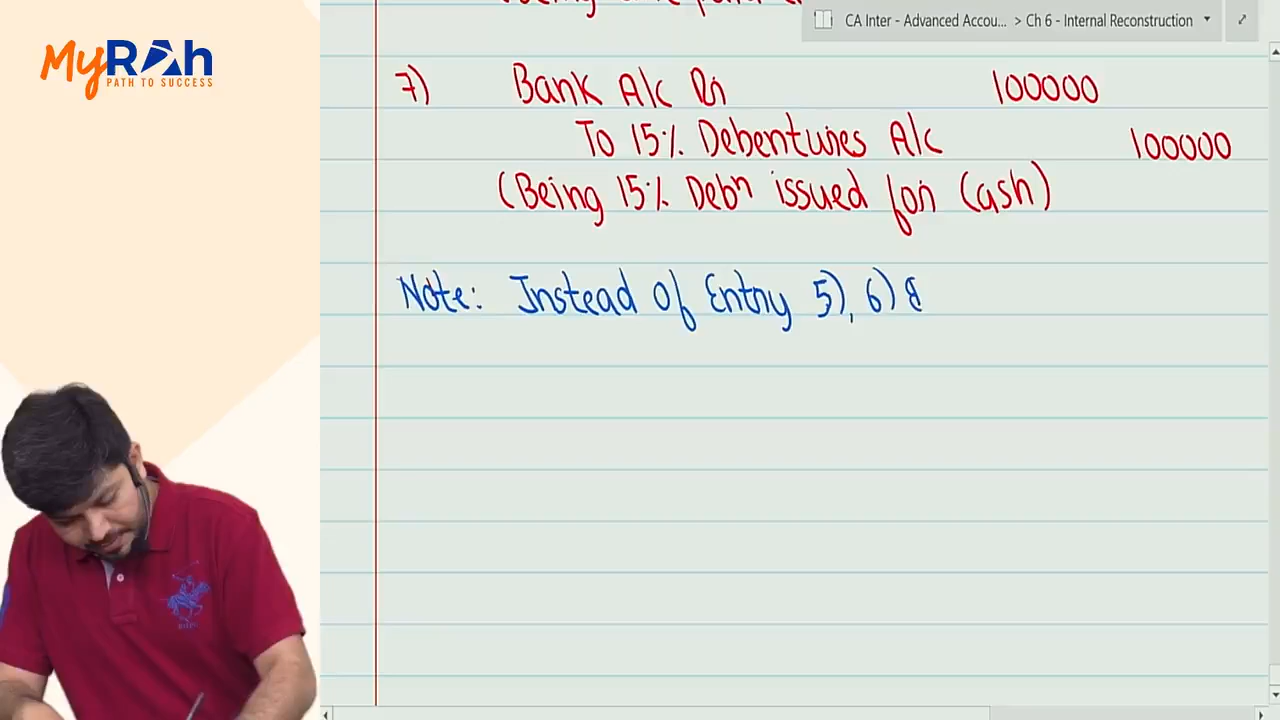 MyRAh
PATH TO SUCCESS
CA Inter - Advanced Accou... > Ch 6 - Internal Reconstruction
7) Bank A/c Dr 100000
To 15% Debentures A/c 100000
(Being 15% Debn issued for Cash)
Note: Instead of Entry 5), 6) &